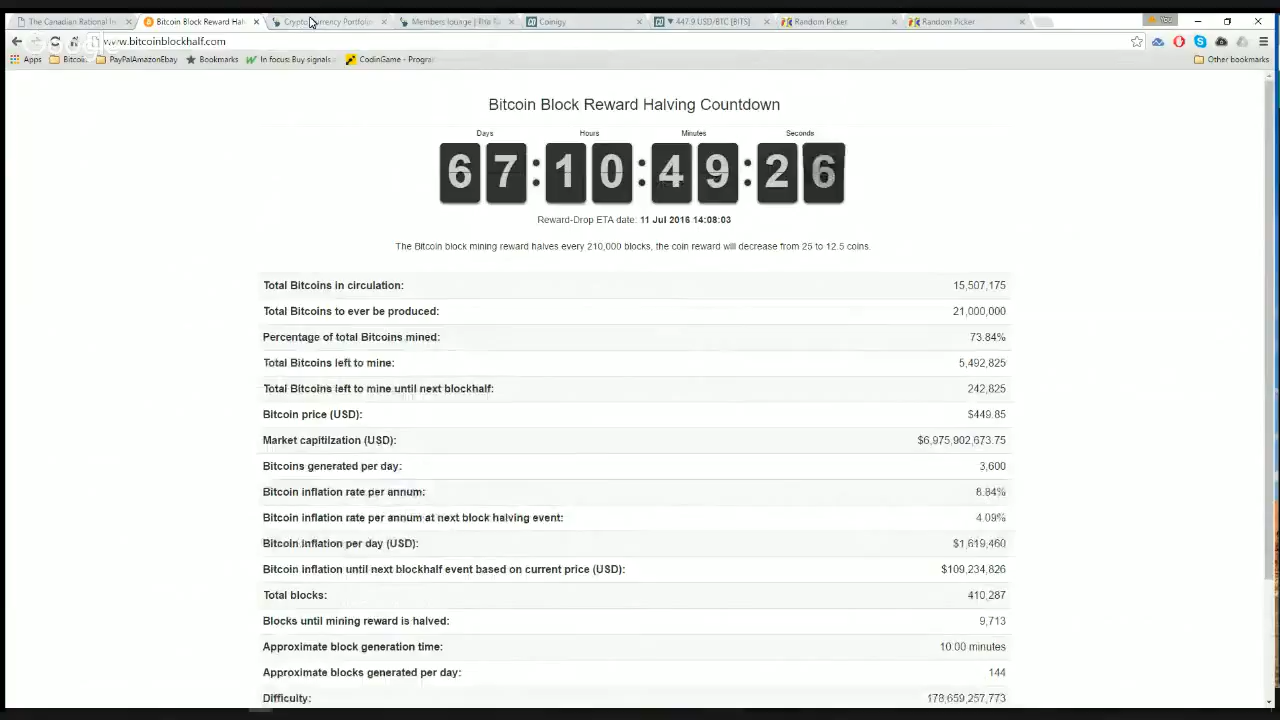 The Canadian Rational In
Bitcoin Block Reward Hal
Cryptocurrency Portfolio
Members lounge | The Ra
Coinigy
447.9 USD/BTC [BITS]
Random Picker
Random Picker
You
www.bitcoinblockhalf.com
Apps
Bitcoi
PayPalAmazonEbay
Bookmarks
In focus: Buy signals
CodinGame - Progra
Other bookmarks
Bitcoin Block Reward Halving Countdown
Days Hours Minutes Seconds
67:10:49:26
Reward-Drop ETA date: 11 Jul 2016 14:08:03
The Bitcoin block mining reward halves every 210,000 blocks, the coin reward will decrease from 25 to 12.5 coins.
Total Bitcoins in circulation: 15,507,175
Total Bitcoins to ever be produced: 21,000,000
Percentage of total Bitcoins mined: 73.84%
Total Bitcoins left to mine: 5,492,825
Total Bitcoins left to mine until next blockhalf: 242,825
Bitcoin price (USD): $449.85
Market capitilzation (USD): $6,975,902,673.75
Bitcoins generated per day: 3,600
Bitcoin inflation rate per annum: 8.84%
Bitcoin inflation rate per annum at next block halving event: 4.09%
Bitcoin inflation per day (USD): $1,619,460
Bitcoin inflation until next blockhalf event based on current price (USD): $109,234,826
Total blocks: 410,287
Blocks until mining reward is halved: 9,713
Approximate block generation time: 10.00 minutes
Approximate blocks generated per day: 144
Difficulty: 178,659,257,773